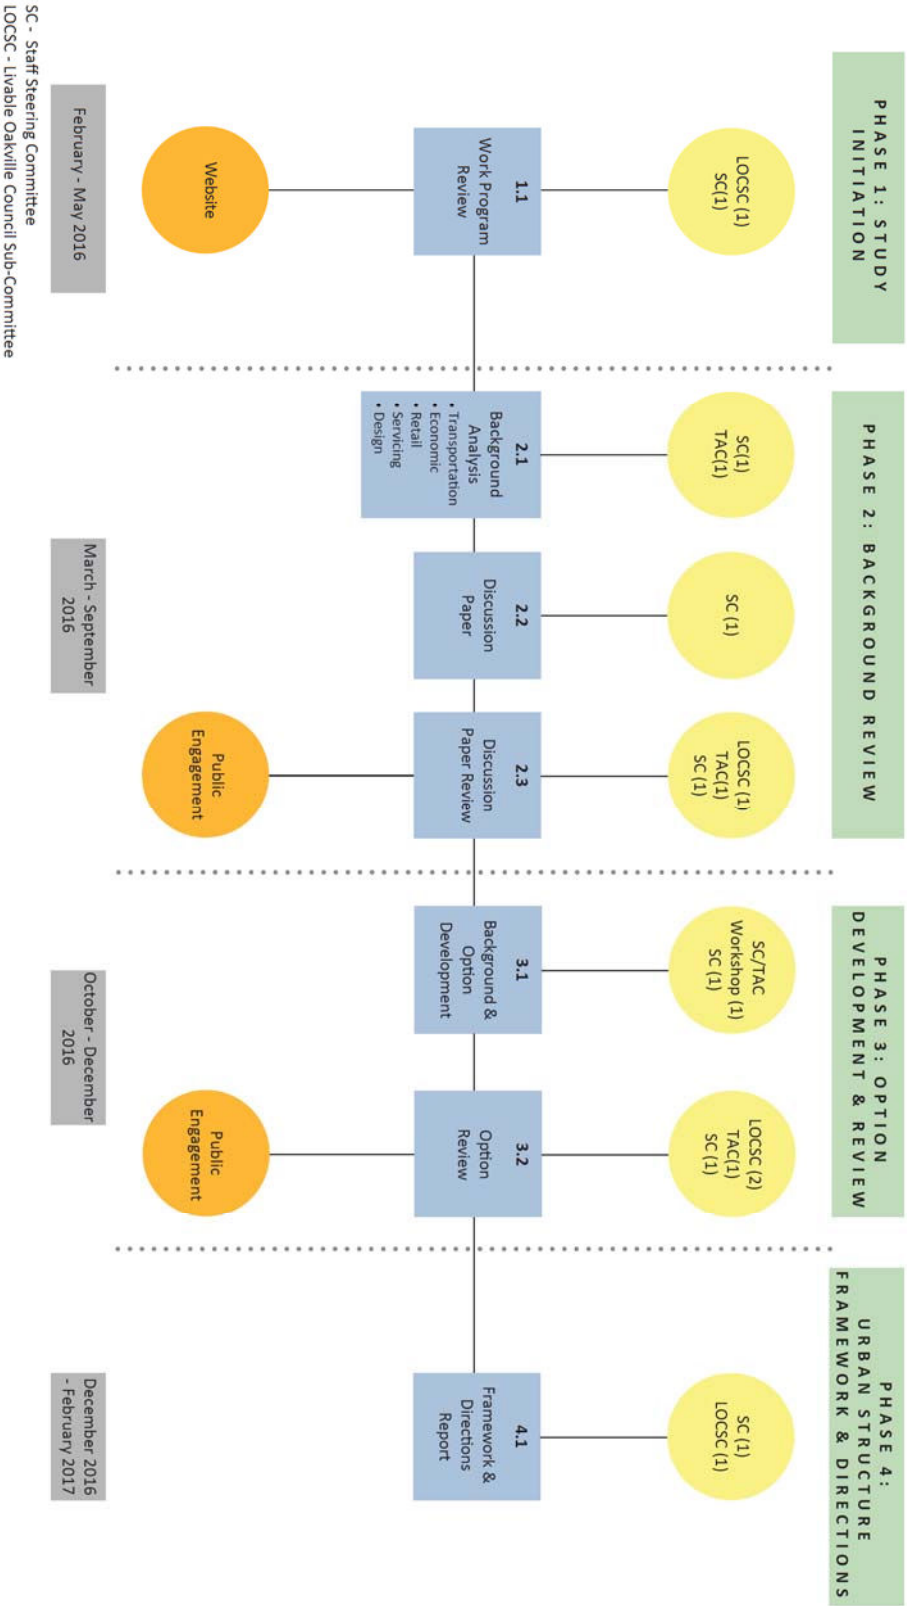 PHASE 1: STUDY
INITIATION
LOCSC (1)
SC(1)
1.1
Work Program
Review
Website
February - May 2016
PHASE 2: BACKGROUND REVIEW
SC(1)
TAC(1)
2.1
Background
Analysis
• Transportation
• Economic
• Retail
• Servicing
• Design
SC (1)
2.2
Discussion
Paper
LOCSC (1)
TAC(1)
SC (1)
2.3
Discussion
Paper Review
Public
Engagement
March - September
2016
PHASE 3: OPTION
DEVELOPMENT & REVIEW
SC/TAC
Workshop (1)
SC (1)
3.1
Background &
Option
Development
LOCSC (2)
TAC(1)
SC (1)
3.2
Option
Review
Public
Engagement
October - December
2016
PHASE 4:
URBAN STRUCTURE
FRAMEWORK & DIRECTIONS
SC (1)
LOCSC (1)
4.1
Framework &
Directions
Report
December 2016
- February 2017
SC - Staff Steering Committee
LOCSC - Livable Oakville Council Sub-Committee